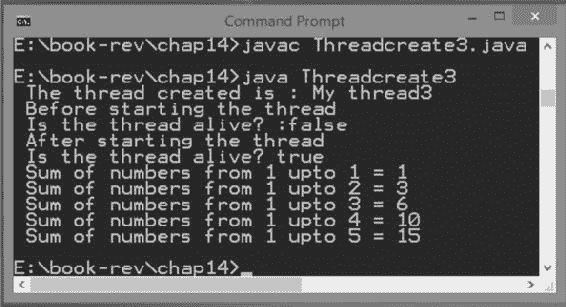 Command Prompt
E:\book-rev\chap14>javac Threadcreate3.java
E:\book-rev\chap14>java Threadcreate3
The thread created is : My thread3
Before starting the thread
Is the thread alive? :false
After starting the thread
Is the thread alive? true
Sum of numbers from 1 upto 1 = 1
Sum of numbers from 1 upto 2 = 3
Sum of numbers from 1 upto 3 = 6
Sum of numbers from 1 upto 4 = 10
Sum of numbers from 1 upto 5 = 15
E:\book-rev\chap14>_